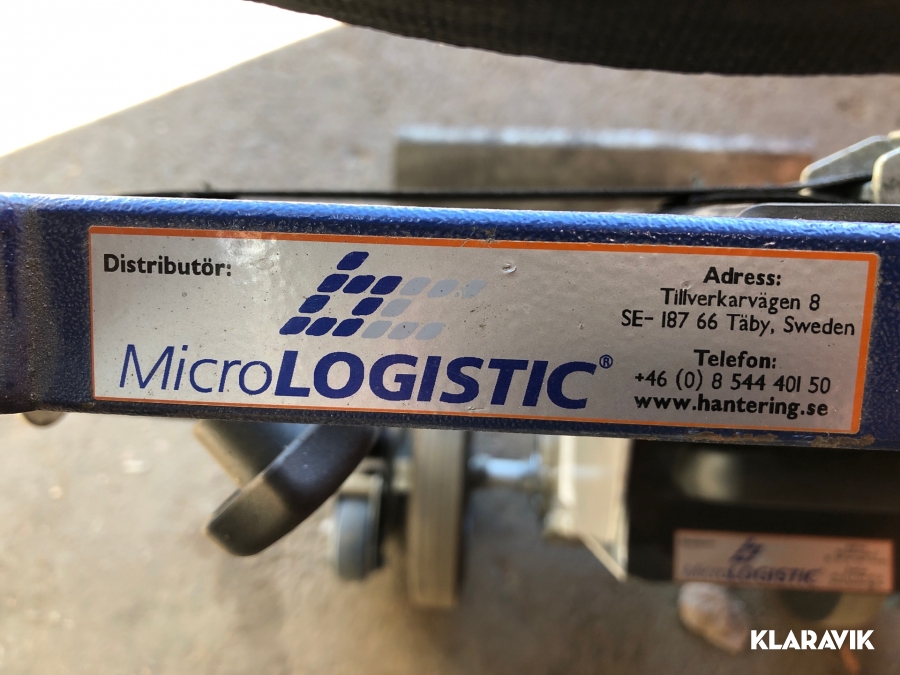 Distributör:
MicroLOGISTIC®
Adress:
Tillverkarvägen 8
SE- 187 66 Täby, Sweden
Telefon:
+46 (0) 8 544 401 50
www.hantering.se
MicroLOGISTIC
KLARAVIK